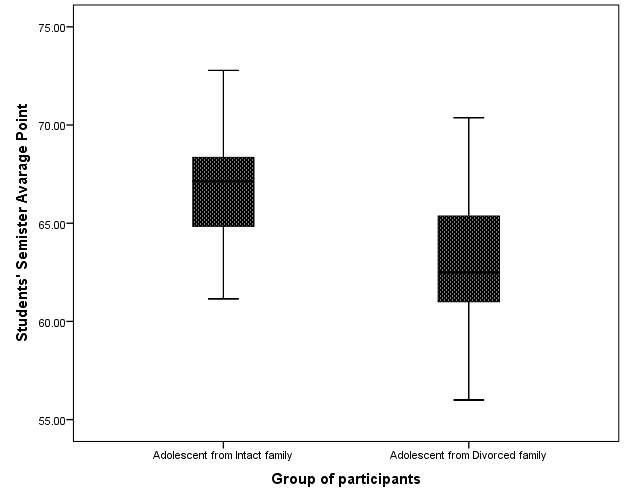 Students' Semister Avarage Point
75.00
70.00
65.00
60.00
55.00
Adolescent from Intact family
Adolescent from Divorced family
Group of participants